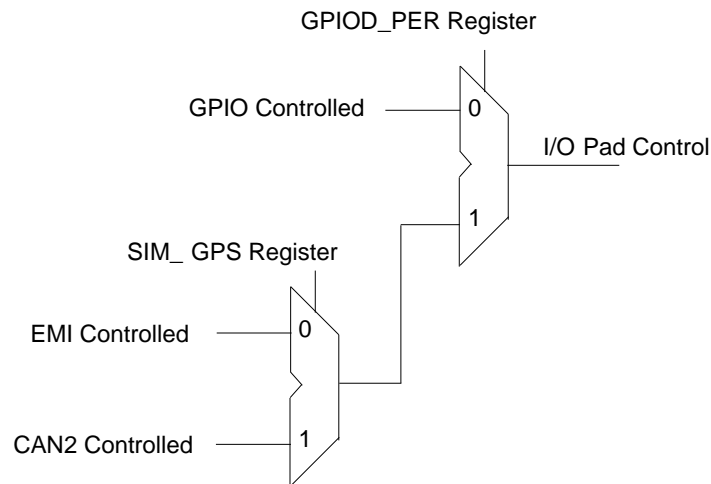 GPIOD_PER Register
GPIO Controlled
0
I/O Pad Control
1
SIM_ GPS Register
EMI Controlled
0
CAN2 Controlled
1